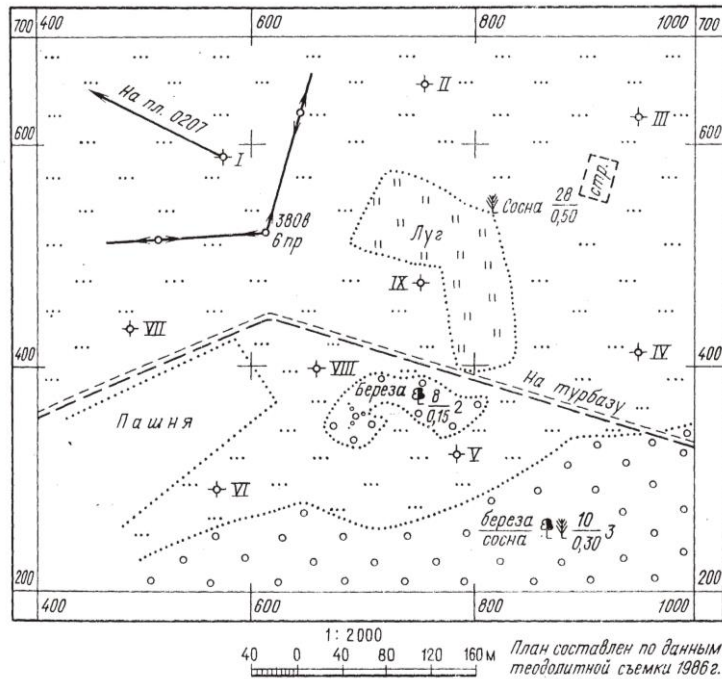 700 400 600 800 1000 700
На пл. 0207
I
II
III
600 600
380в
6 пр
Сосна 28
0,50
стр.
Луг
IX
VII
400 400
VIII
IV
На турбазу
Пашня
Береза 8 2
0,15
V
VI
береза 10 3
сосна 0,30
200 200
400 600 800 1000
1:2000
40 0 40 80 120 160 м
План составлен по данным
теодолитной съемки 1986 г.